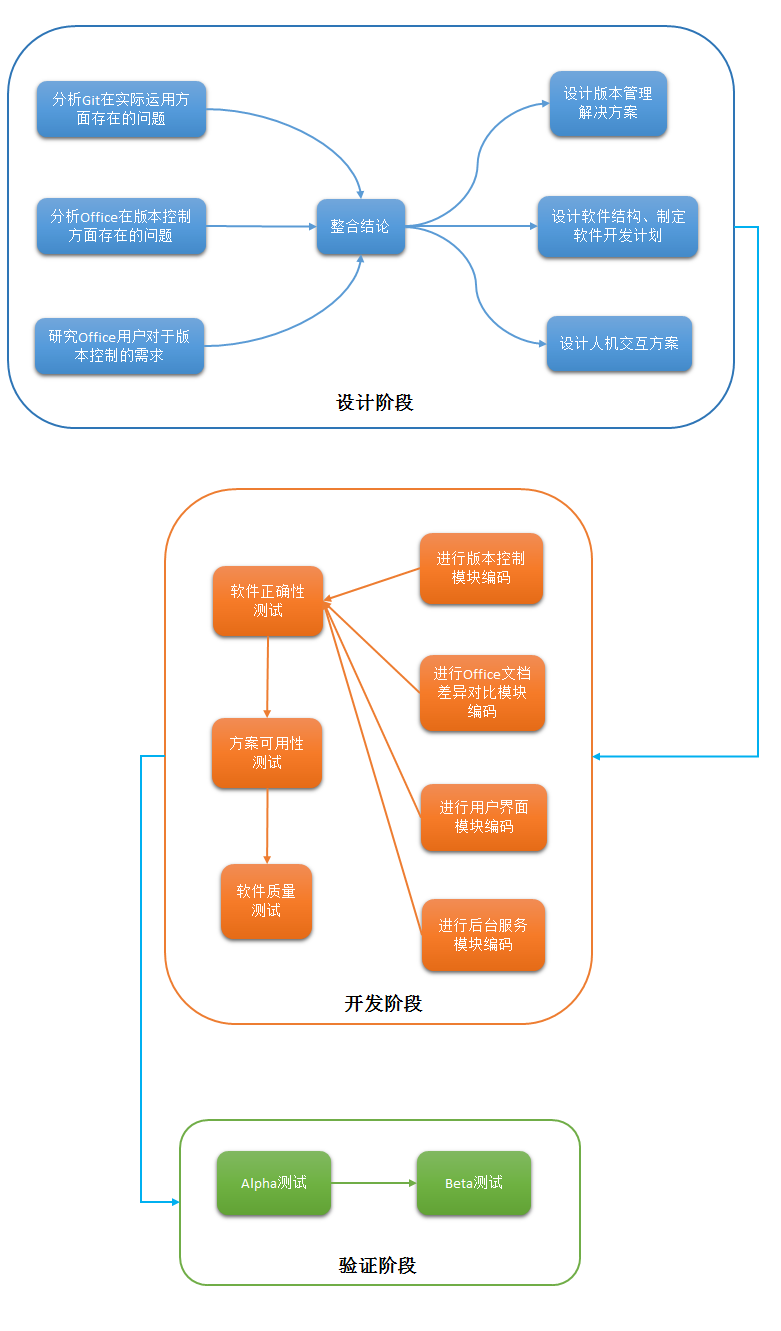 分析Git在实际运用方
面存在的问题
分析Office在版本控制
方面存在的问题
研究Office用户对于版
本控制的需求
整合结论
设计版本管理
解决方案
设计软件结构、制定
软件开发计划
设计人机交互方案
设计阶段
软件正确性
测试
方案可用性
测试
软件质量
测试
进行版本控制
模块编码
进行Office文档
差异对比模块
编码
进行用户界面
模块编码
进行后台服务
模块编码
开发阶段
Alpha测试
Beta测试
验证阶段